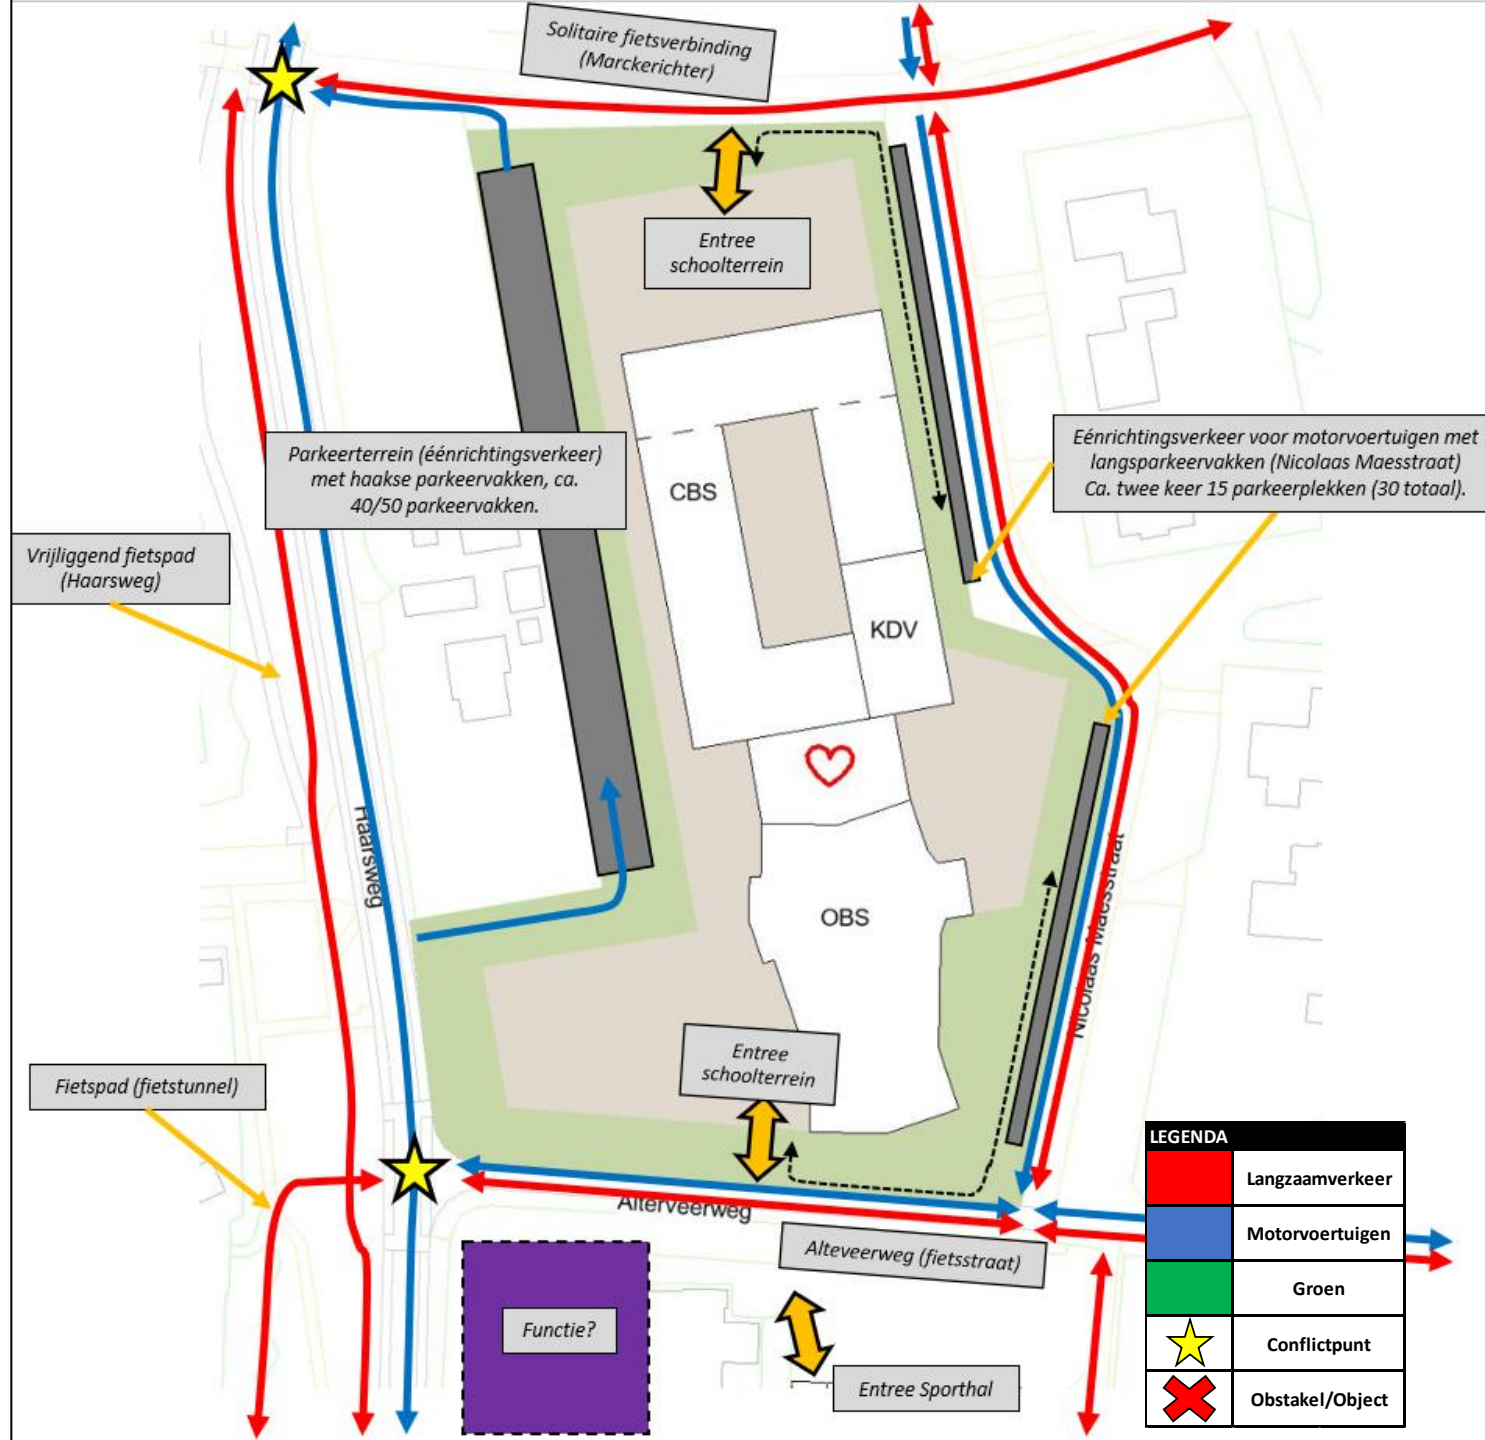 Solitaire fietsverbinding
(Marckerichter)
Entree
schoolterrein
Parkeerterrein (éénrichtingsverkeer)
met haakse parkeervakken, ca.
40/50 parkeervakken.
CBS
Eénrichtingsverkeer voor motorvoertuigen met
langsparkeervakken (Nicolaas Maesstraat)
Ca. twee keer 15 parkeerplekken (30 totaal).
Vrijliggend fietspad
(Haarsweg)
KDV
Haarsweg
OBS
Nicolaas Maesstraat
Entree
schoolterrein
Fietspad (fietstunnel)
Alterveerweg
Alteveerweg (fietsstraat)
Functie?
Entree Sporthal
LEGENDA
Langzaamverkeer
Motorvoertuigen
Groen
Conflictpunt
Obstakel/Object